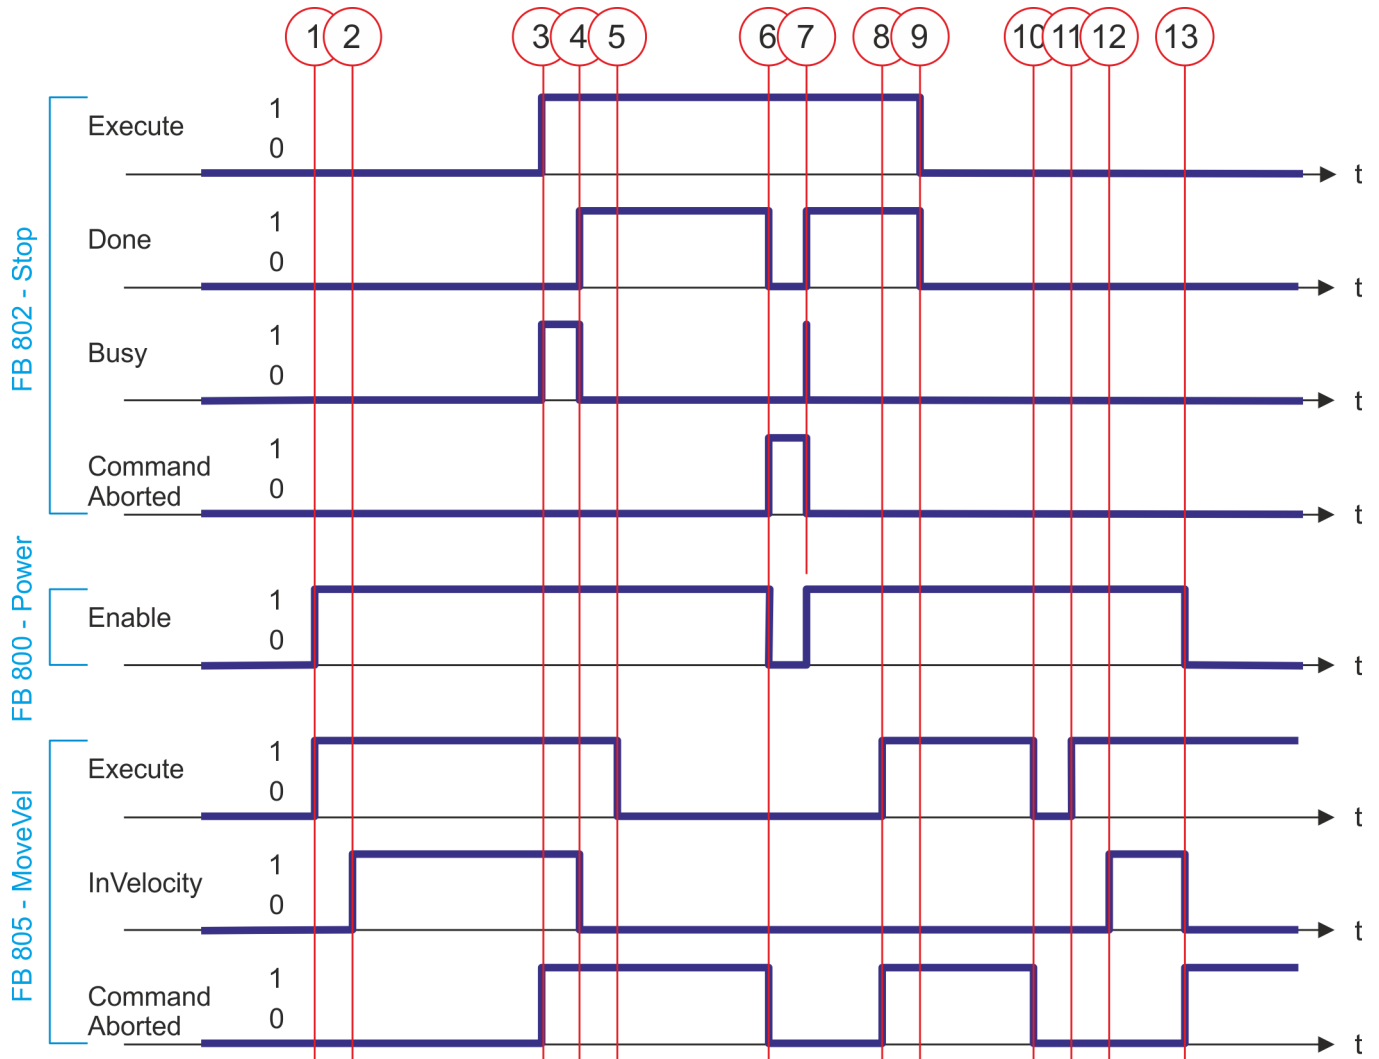 1 2 3 4 5 6 7 8 9 10 11 12 13
FB 802 - Stop
Execute
1
0
t
Done
1
0
t
Busy
1
0
t
Command
Aborted
1
0
t
FB 800 - Power
Enable
1
0
t
FB 805 - MoveVel
Execute
1
0
t
InVelocity
1
0
t
Command
Aborted
1
0
t